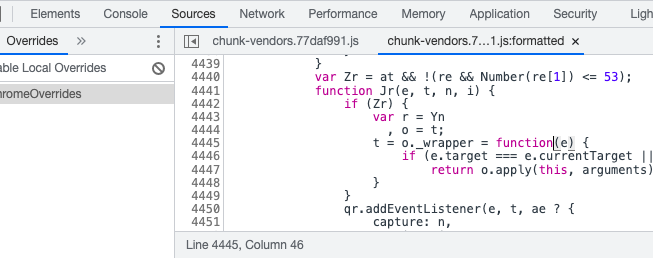 Elements Console Sources Network Performance Memory Application Security Ligh
Overrides » chunk-vendors.77daf991.js chunk-vendors.7...1.js:formatted ×
able Local Overrides
hromeOverrides
4439 }
4440 var Zr = at && !(re && Number(re[1]) <= 53);
4441 function Jr(e, t, n, i) {
4442 if (Zr) {
4443 var r = Yn
4444 , o = t;
4445 t = o._wrapper = function(e) {
4446 if (e.target === e.currentTarget ||
4447 return o.apply(this, arguments)
4448 }
4449 }
4450 qr.addEventListener(e, t, ae ? {
4451 capture: n,
Line 4445, Column 46